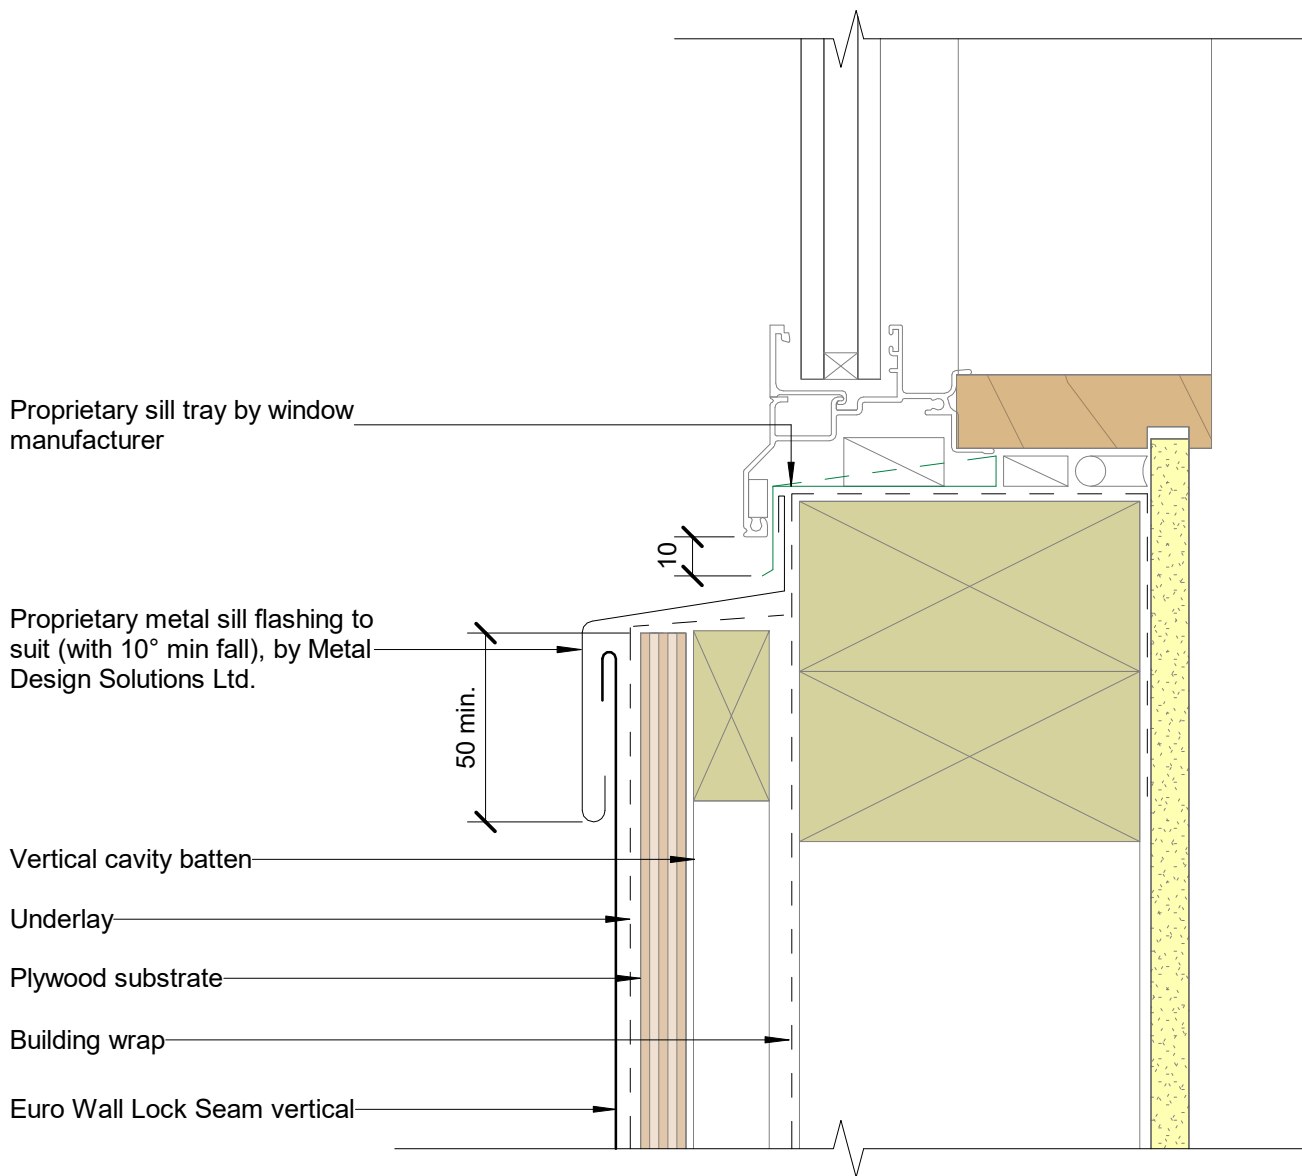 Proprietary sill tray by window
manufacturer
10
Proprietary metal sill flashing to
suit (with 10° min fall), by Metal
Design Solutions Ltd.
50 min.
Vertical cavity batten
Underlay
Plywood substrate
Building wrap
Euro Wall Lock Seam vertical